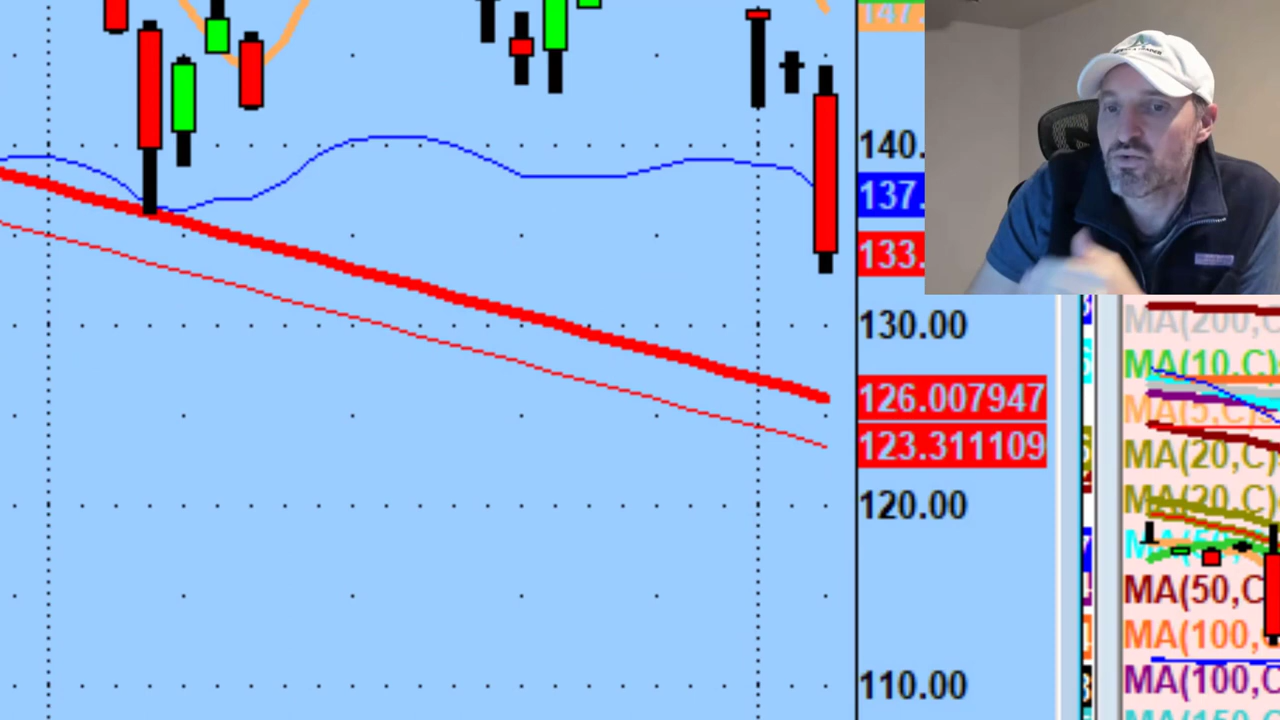 147.
140.
137.
133.
130.00
126.007947
123.311109
120.00
110.00
MA(200,C
MA(10,C)
MA(5,C)
MA(20,C)
MA(20,C)
MA(50,C
MA(100,
MA(100,C